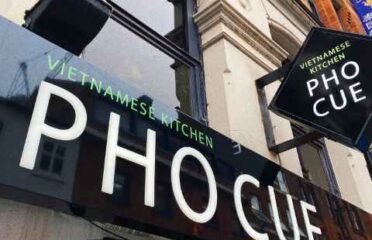 VIETNAMESE KITCHEN
PHO CUE
VIETNAMESE
KITCHEN
PHO
CUE